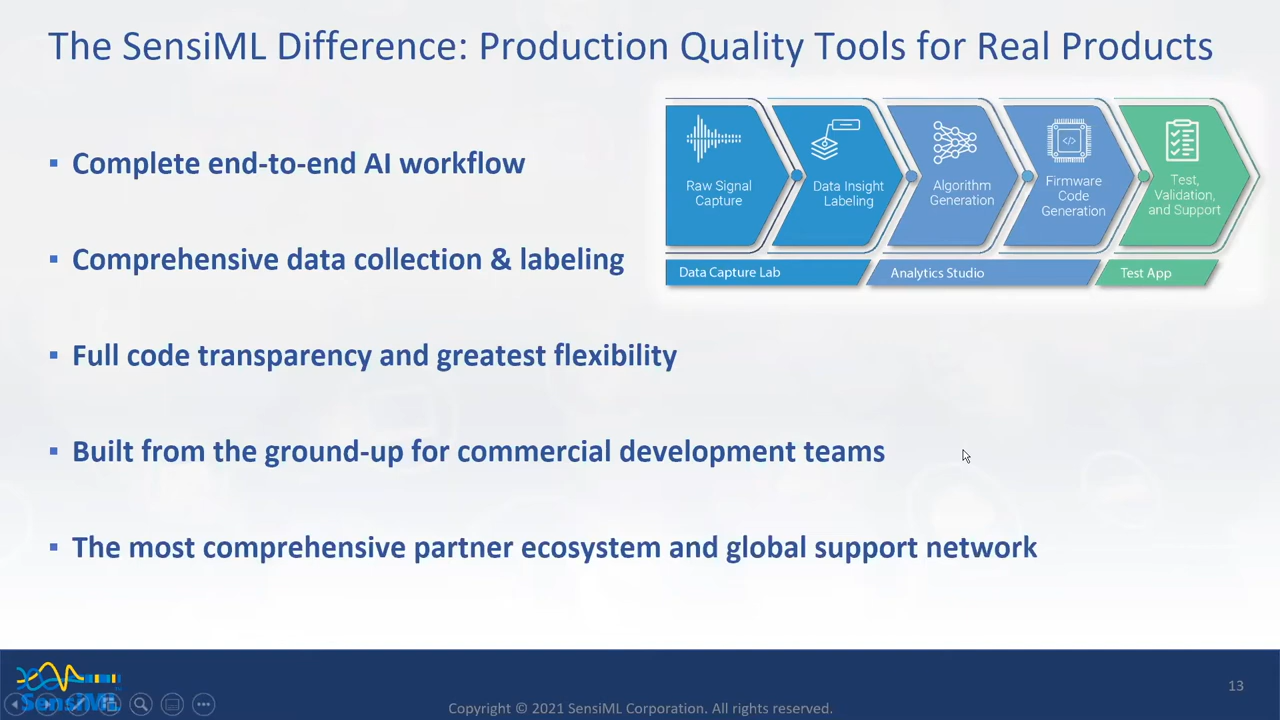 The SensiML Difference: Production Quality Tools for Real Products
▪ Complete end-to-end AI workflow
▪ Comprehensive data collection & labeling
▪ Full code transparency and greatest flexibility
▪ Built from the ground-up for commercial development teams
▪ The most comprehensive partner ecosystem and global support network
Raw Signal
Capture
Data Insight
Labeling
Algorithm
Generation
</>
Firmware
Code
Generation
Test,
Validation,
and Support
Data Capture Lab
Analytics Studio
Test App
SensiML
Copyright © 2021 SensiML Corporation. All rights reserved.
13